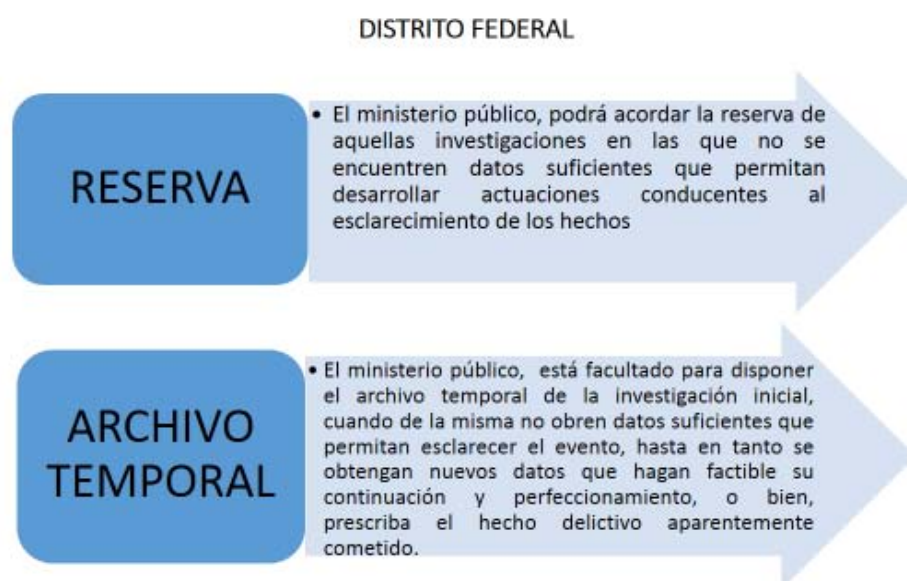 DISTRITO FEDERAL
RESERVA
• El ministerio público, podrá acordar la reserva de
aquellas investigaciones en las que no se
encuentren datos suficientes que permitan
desarrollar actuaciones conducentes al
esclarecimiento de los hechos
ARCHIVO
TEMPORAL
• El ministerio público, está facultado para disponer
el archivo temporal de la investigación inicial,
cuando de la misma no obren datos suficientes que
permitan esclarecer el evento, hasta en tanto se
obtengan nuevos datos que hagan factible su
continuación y perfeccionamiento, o bien,
prescriba el hecho delictivo aparentemente
cometido.